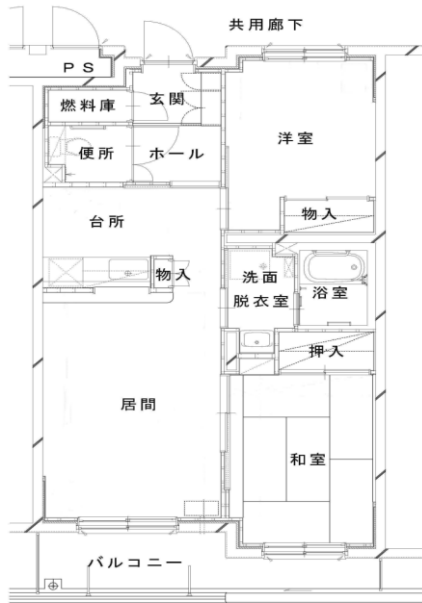 共用廊下
PS
燃料庫
玄関
洋室
便所
ホール
物入
台所
物入
洗面
脱衣室
浴室
押入
居間
和室
バルコニー